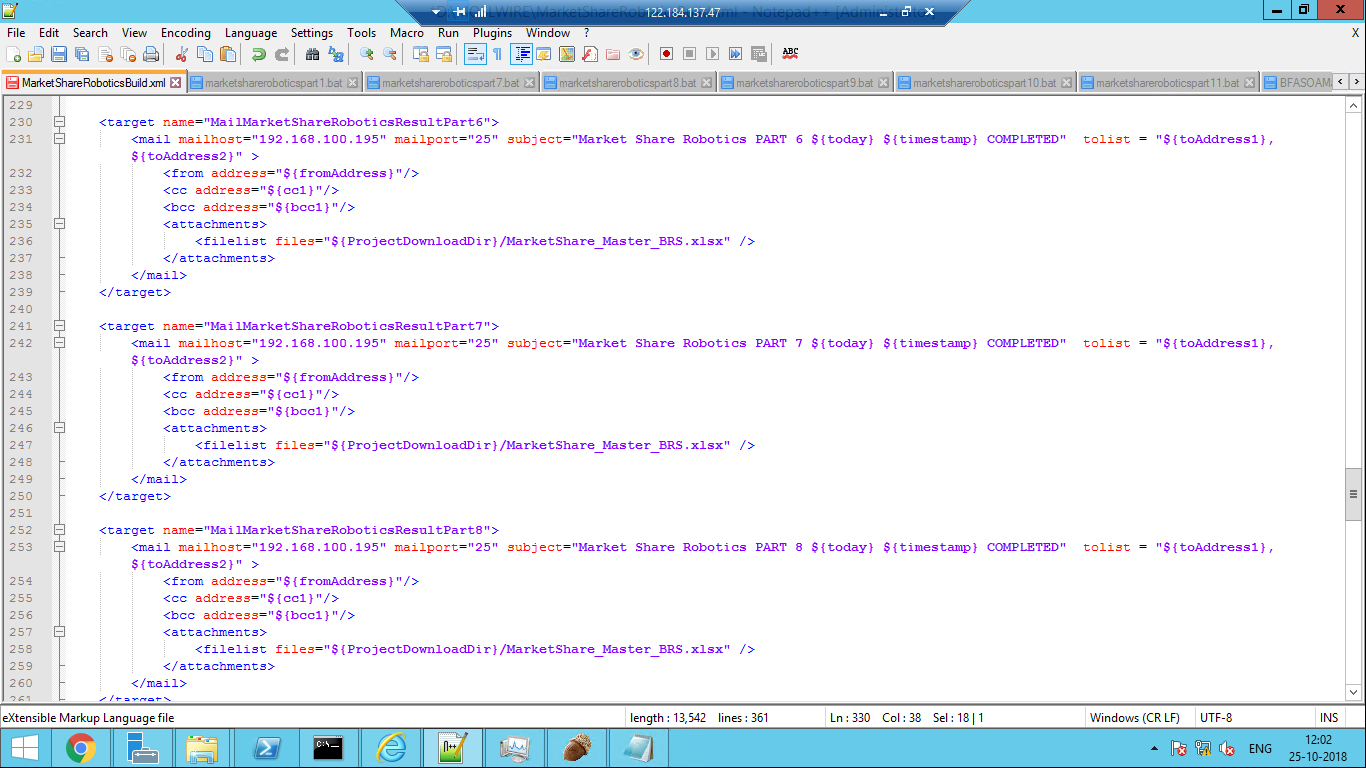 122.184.137.47
File Edit Search View Encoding Language Settings Tools Macro Run Plugins Window ? X
MarketShareRoboticsBuild.xml marketshareroboticspart1.bat marketshareroboticspart7.bat marketshareroboticspart8.bat marketshareroboticspart9.bat marketshareroboticspart10.bat marketshareroboticspart11.bat BFASOAM
229
230 <target name="MailMarketShareRoboticsResultPart6">
231 <mail mailhost="192.168.100.195" mailport="25" subject="Market Share Robotics PART 6 ${today} ${timestamp} COMPLETED"  tolist = "${toAddress1},
${toAddress2}" >
232 <from address="${fromAddress}"/>
233 <cc address="${cc1}"/>
234 <bcc address="${bcc1}"/>
235 <attachments>
236 <filelist files="${ProjectDownloadDir}/MarketShare_Master_BRS.xlsx" />
237 </attachments>
238 </mail>
239 </target>
240
241 <target name="MailMarketShareRoboticsResultPart7">
242 <mail mailhost="192.168.100.195" mailport="25" subject="Market Share Robotics PART 7 ${today} ${timestamp} COMPLETED"  tolist = "${toAddress1},
${toAddress2}" >
243 <from address="${fromAddress}"/>
244 <cc address="${cc1}"/>
245 <bcc address="${bcc1}"/>
246 <attachments>
247 <filelist files="${ProjectDownloadDir}/MarketShare_Master_BRS.xlsx" />
248 </attachments>
249 </mail>
250 </target>
251
252 <target name="MailMarketShareRoboticsResultPart8">
253 <mail mailhost="192.168.100.195" mailport="25" subject="Market Share Robotics PART 8 ${today} ${timestamp} COMPLETED"  tolist = "${toAddress1},
${toAddress2}" >
254 <from address="${fromAddress}"/>
255 <cc address="${cc1}"/>
256 <bcc address="${bcc1}"/>
257 <attachments>
258 <filelist files="${ProjectDownloadDir}/MarketShare_Master_BRS.xlsx" />
259 </attachments>
260 </mail>
261 </target>
eXtensible Markup Language file length : 13,542 lines : 361 Ln : 330 Col : 38 Sel : 18 | 1 Windows (CR LF) UTF-8 INS
ENG
12:02
25-10-2018